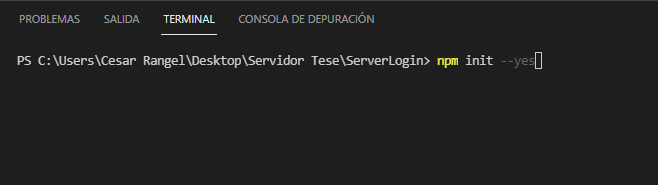 PROBLEMAS SALIDA TERMINAL CONSOLA DE DEPURACIÓN
PS C:\Users\Cesar Rangel\Desktop\Servidor Tese\ServerLogin> npm init --yes